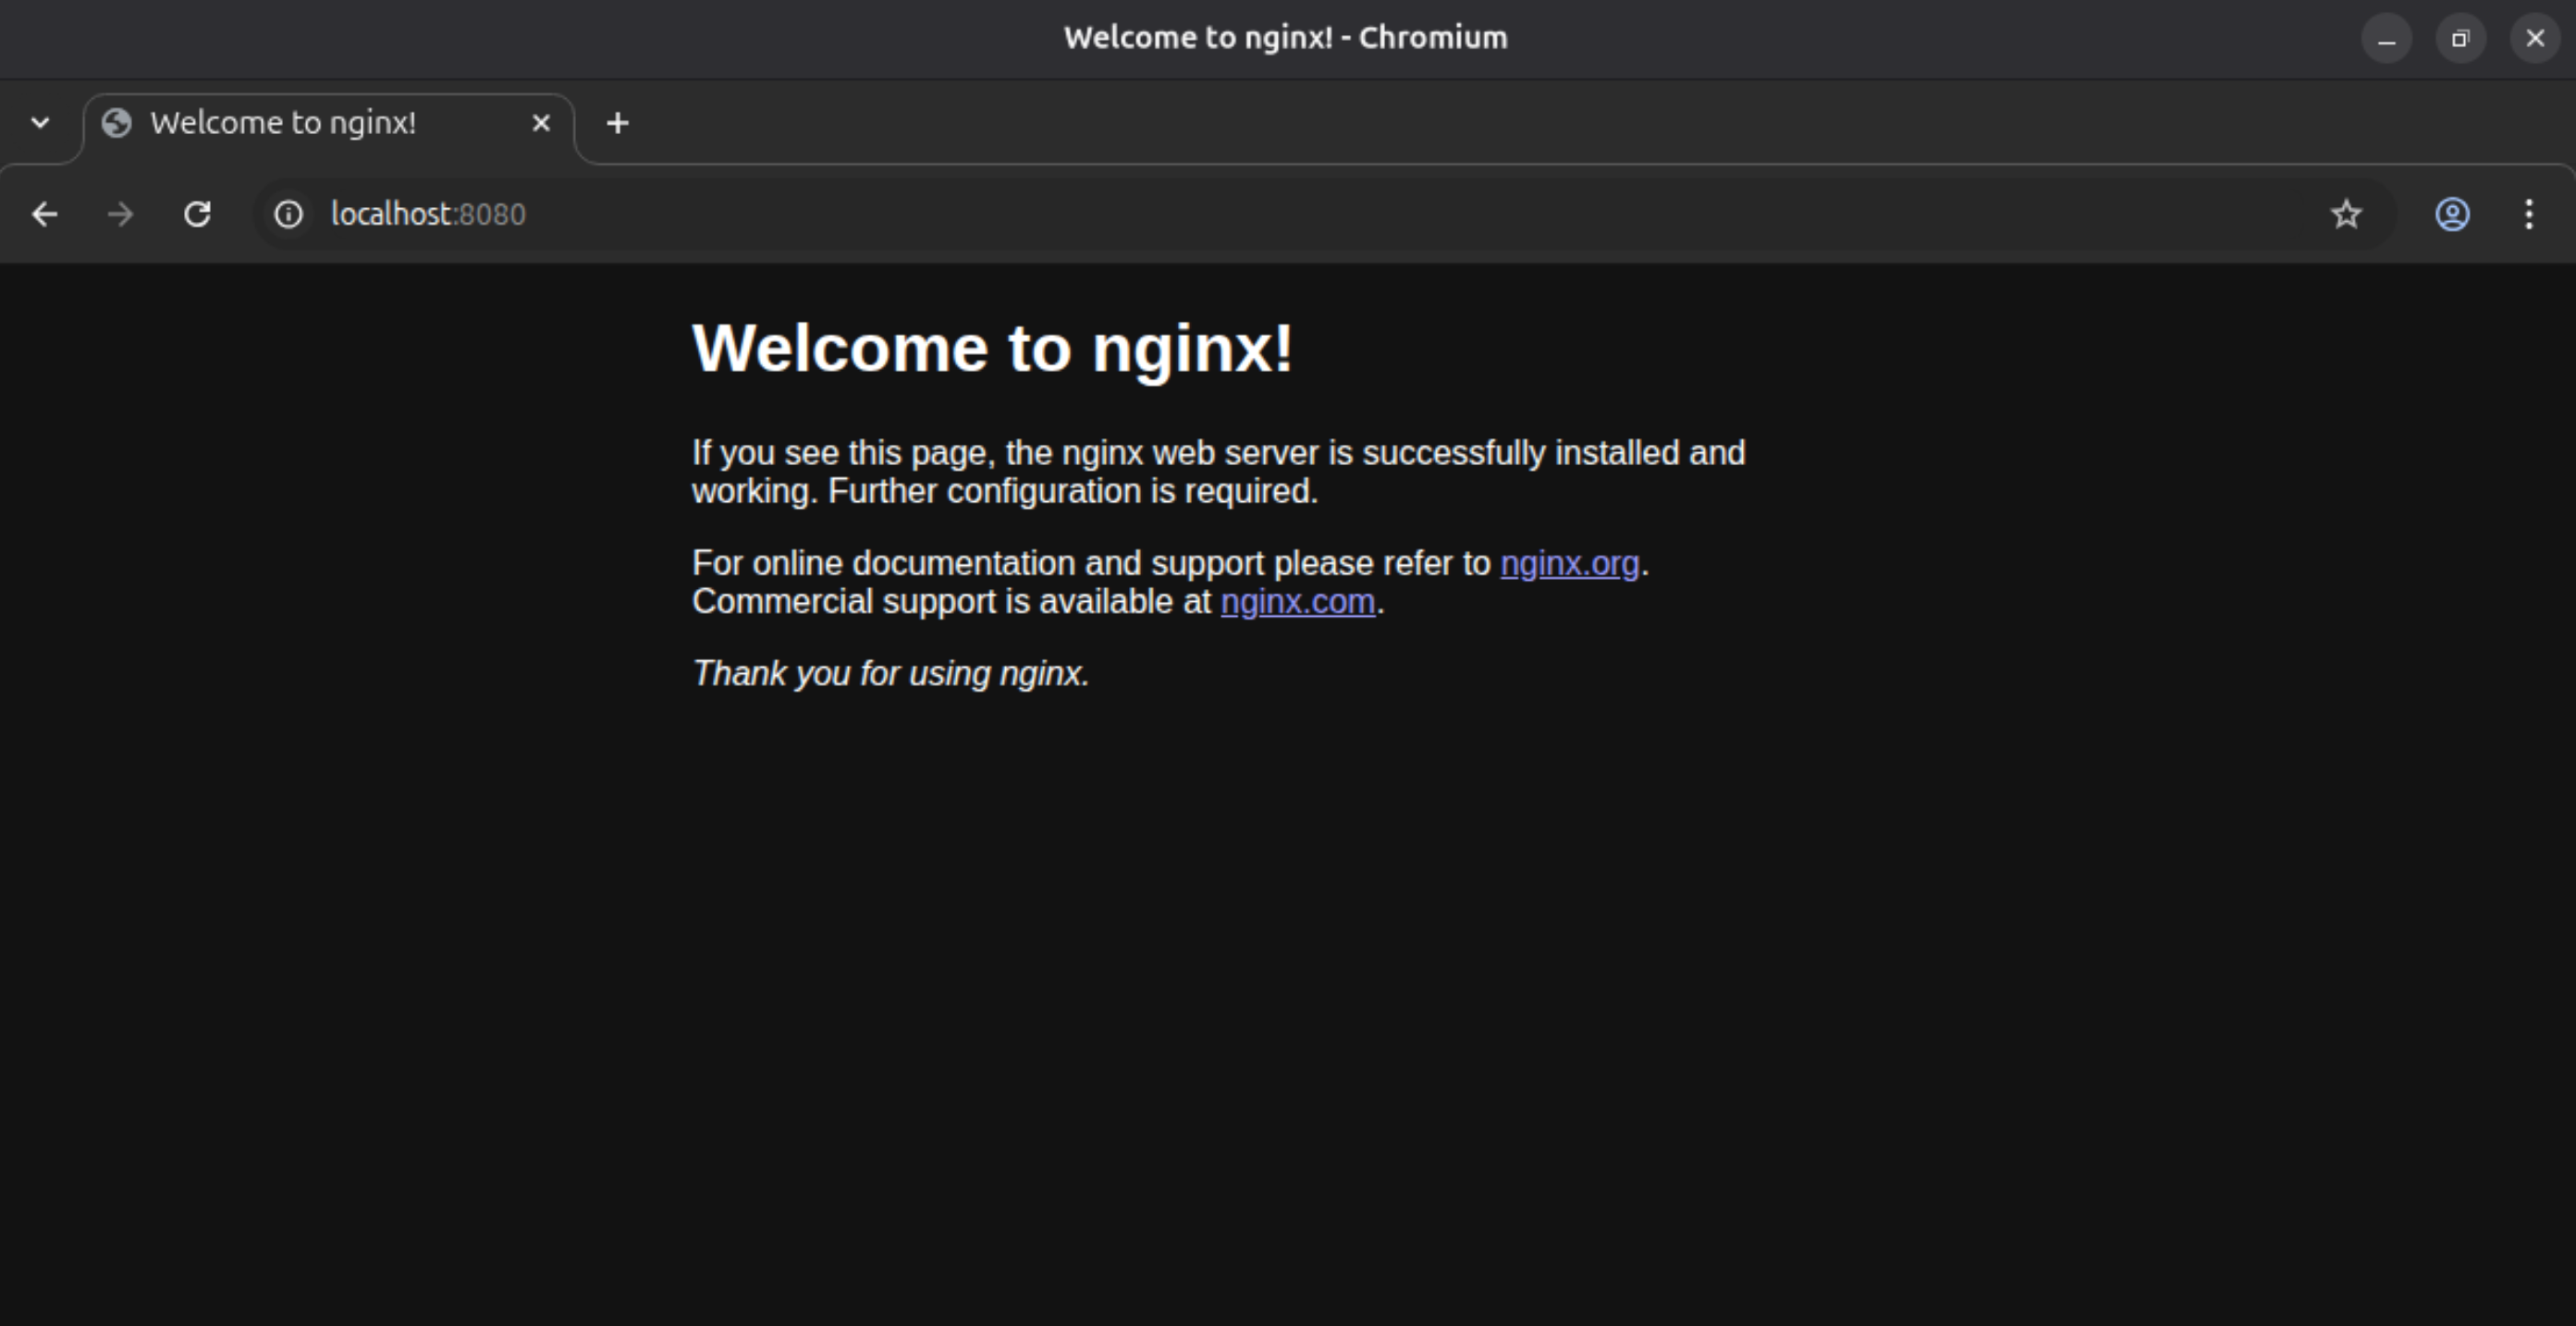 Welcome to nginx! - Chromium
Welcome to nginx!
localhost:8080
Welcome to nginx!
If you see this page, the nginx web server is successfully installed and
working. Further configuration is required.
For online documentation and support please refer to nginx.org.
Commercial support is available at nginx.com.
Thank you for using nginx.